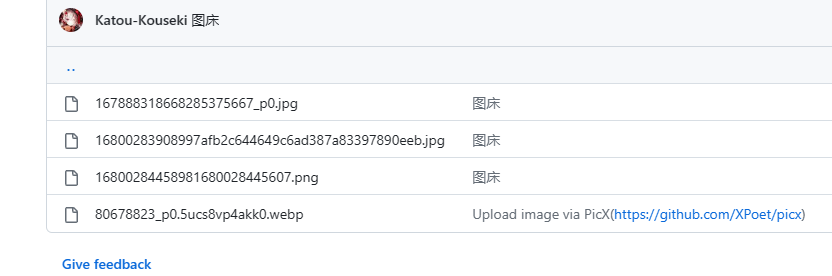 Katou-Kouseki 图床
..
167888318668285375667_p0.jpg 图床
16800283908997afb2c644649c6ad387a83397890eeb.jpg 图床
16800284458981680028445607.png 图床
80678823_p0.5ucs8vp4akk0.webp Upload image via PicX(https://github.com/XPoet/picx)
Give feedback